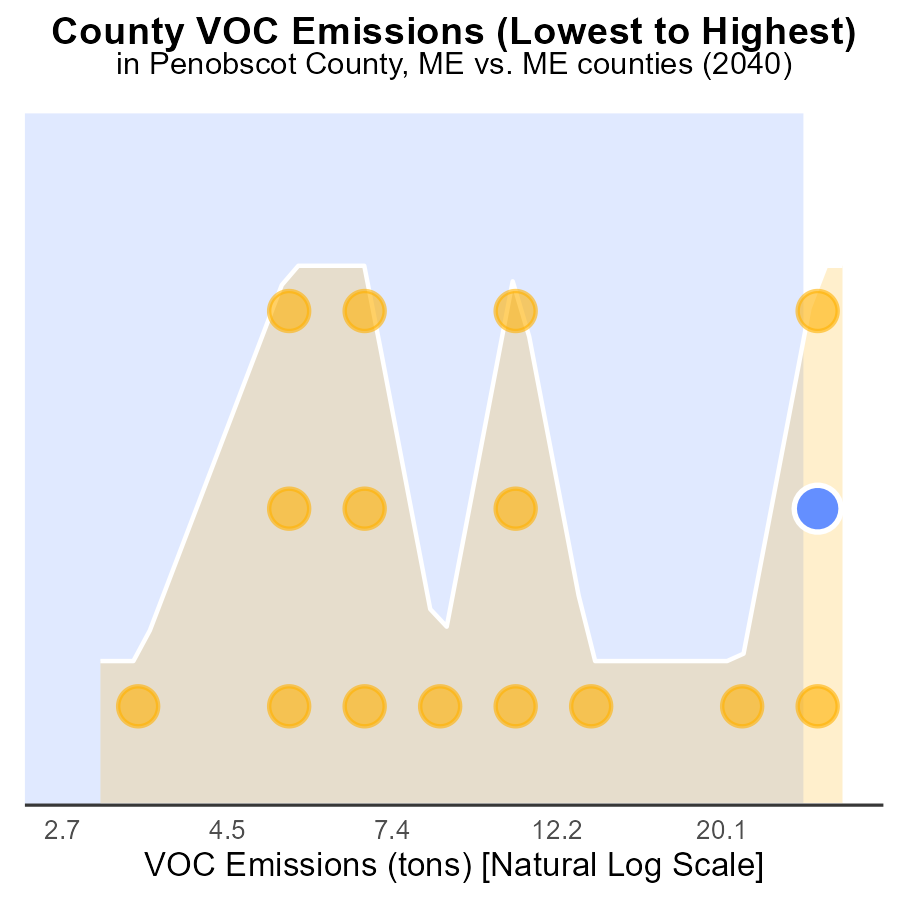 County VOC Emissions (Lowest to Highest)
in Penobscot County, ME vs. ME counties (2040)
2.7 4.5 7.4 12.2 20.1
VOC Emissions (tons) [Natural Log Scale]